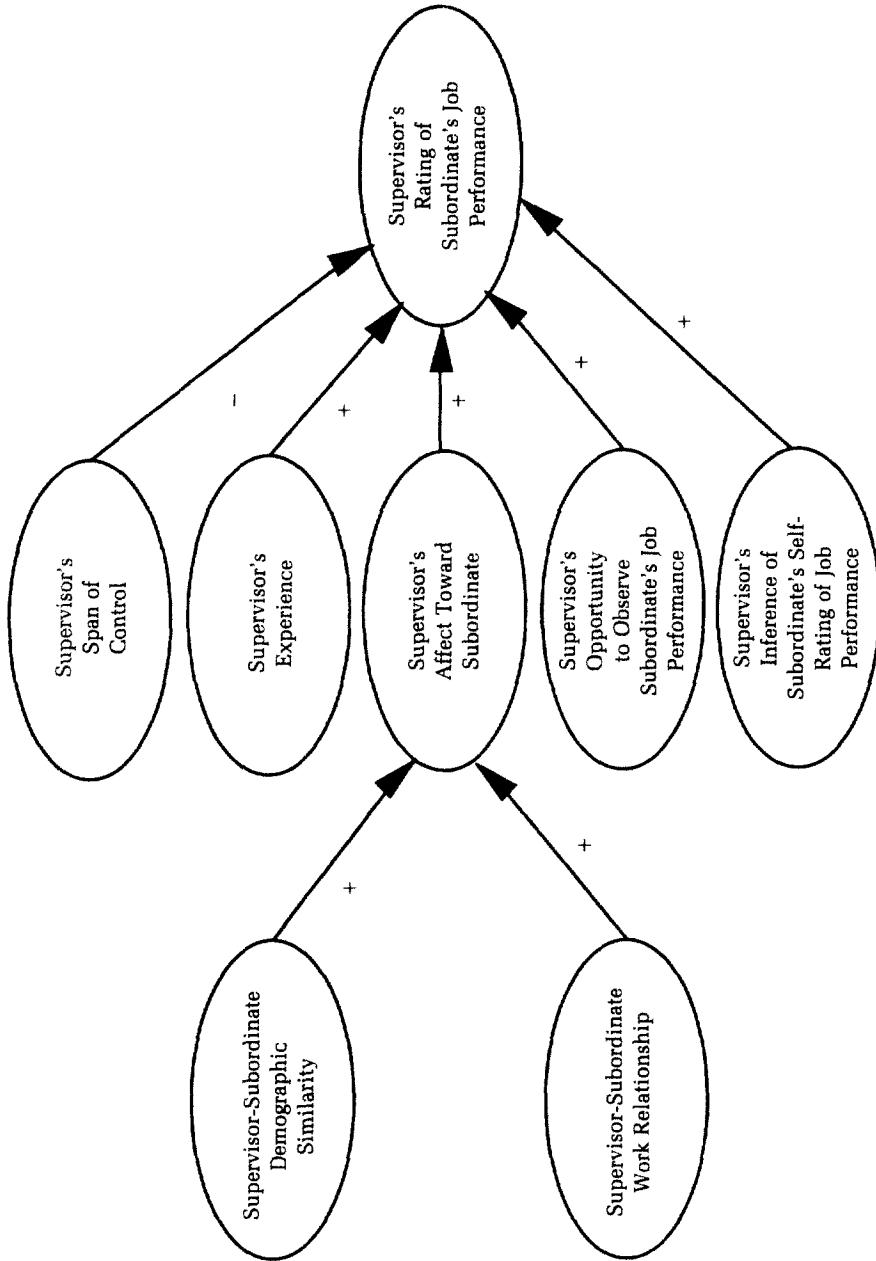 Supervisor-Subordinate
Demographic
Similarity
Supervisor-Subordinate
Work Relationship
+
+
Supervisor's
Span of
Control
Supervisor's
Experience
Supervisor's
Affect Toward
Subordinate
Supervisor's
Opportunity
to Observe
Subordinate's Job
Performance
Supervisor's
Inference of
Subordinate's Self-
Rating of Job
Performance
-
+
+
+
+
Supervisor's
Rating of
Subordinate's Job
Performance